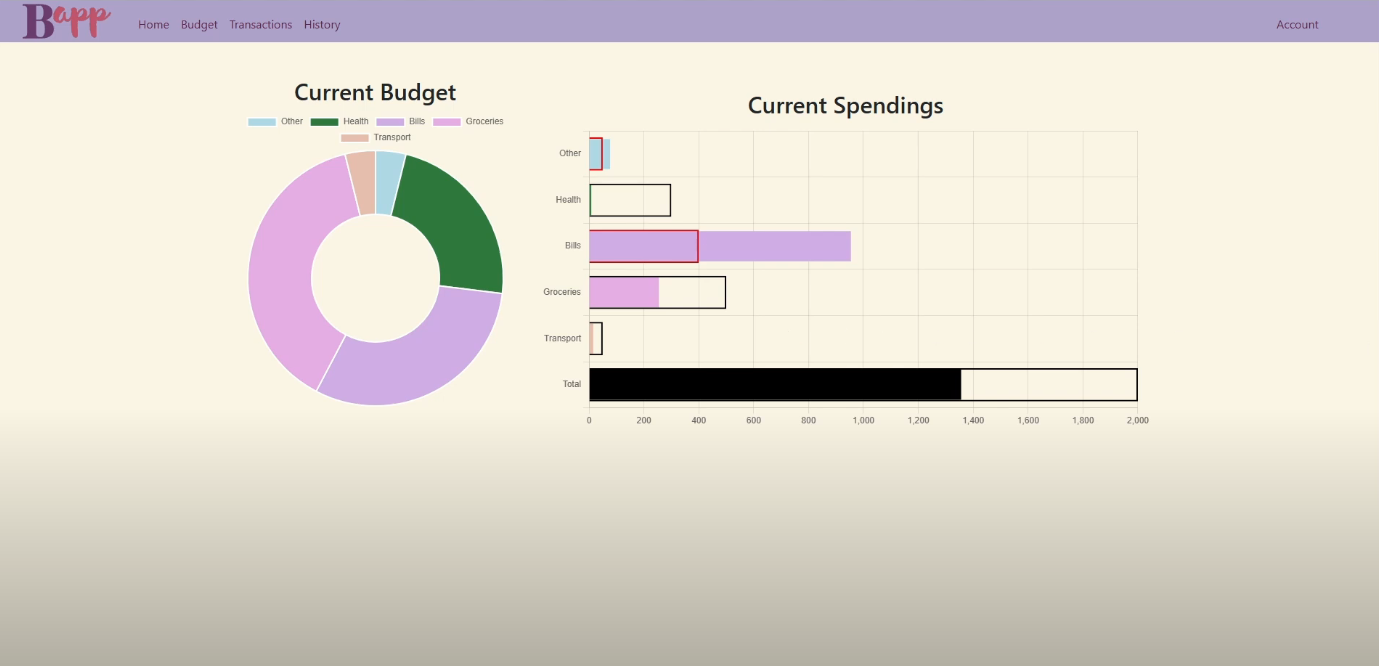 Bapp Home Budget Transactions History Account
Current Budget
Other Health Bills Groceries
Transport
Current Spendings
Other
Health
Bills
Groceries
Transport
Total
0 200 400 600 800 1,000 1,200 1,400 1,600 1,800 2,000